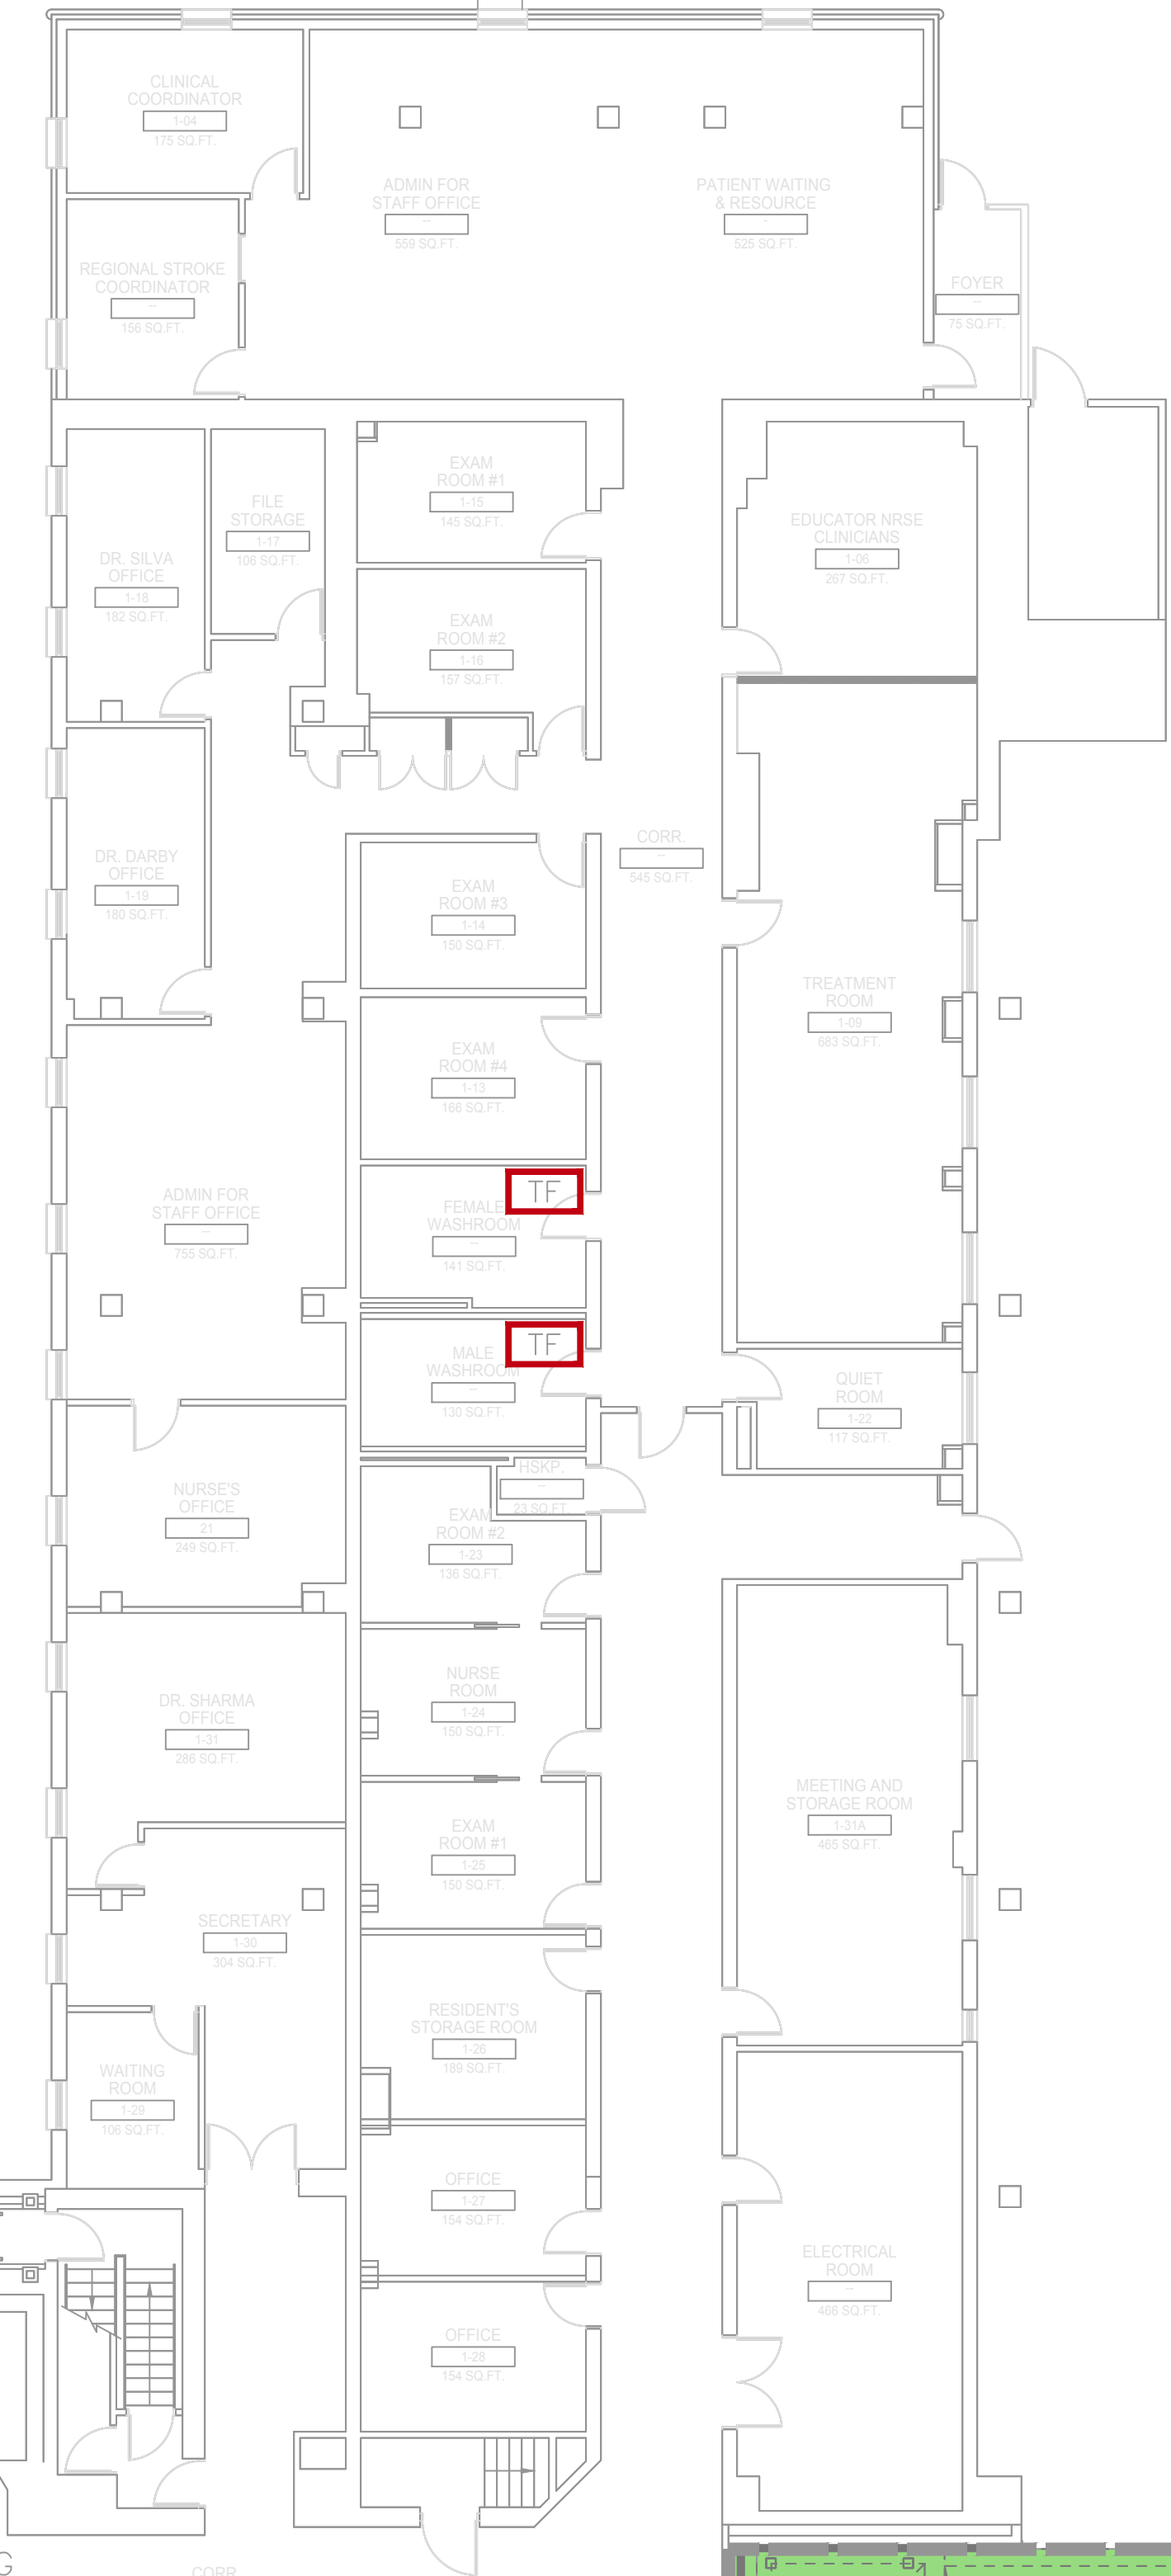 CLINICAL
COORDINATOR
1-04
175 SQ.FT.
ADMIN FOR
STAFF OFFICE
--
559 SQ.FT.
PATIENT WAITING
& RESOURCE
-
525 SQ.FT.
REGIONAL STROKE
COORDINATOR
--
156 SQ.FT.
FOYER
--
75 SQ.FT.
EXAM
ROOM #1
1-15
145 SQ.FT.
FILE
STORAGE
1-17
106 SQ.FT.
EDUCATOR NRSE
CLINICIANS
1-06
267 SQ.FT.
DR. SILVA
OFFICE
1-18
182 SQ.FT.
EXAM
ROOM #2
1-16
157 SQ.FT.
CORR.
--
545 SQ.FT.
DR. DARBY
OFFICE
1-19
180 SQ.FT.
EXAM
ROOM #3
1-14
150 SQ.FT.
TREATMENT
ROOM
1-09
683 SQ.FT.
EXAM
ROOM #4
1-13
166 SQ.FT.
TF
ADMIN FOR
STAFF OFFICE
--
755 SQ.FT.
FEMALE
WASHROOM
--
141 SQ.FT.
TF
MALE
WASHROOM
--
130 SQ.FT.
QUIET
ROOM
1-22
117 SQ.FT.
HSKP.
--
23 SQ.FT.
NURSE'S
OFFICE
21
249 SQ.FT.
EXAM
ROOM #2
1-23
136 SQ.FT.
NURSE
ROOM
1-24
150 SQ.FT.
DR. SHARMA
OFFICE
1-31
286 SQ.FT.
MEETING AND
STORAGE ROOM
1-31A
465 SQ.FT.
EXAM
ROOM #1
1-25
150 SQ.FT.
SECRETARY
1-30
304 SQ.FT.
RESIDENT'S
STORAGE ROOM
1-26
189 SQ.FT.
WAITING
ROOM
1-29
106 SQ.FT.
OFFICE
1-27
154 SQ.FT.
ELECTRICAL
ROOM
--
466 SQ.FT.
OFFICE
1-28
154 SQ.FT.
G
CORR.